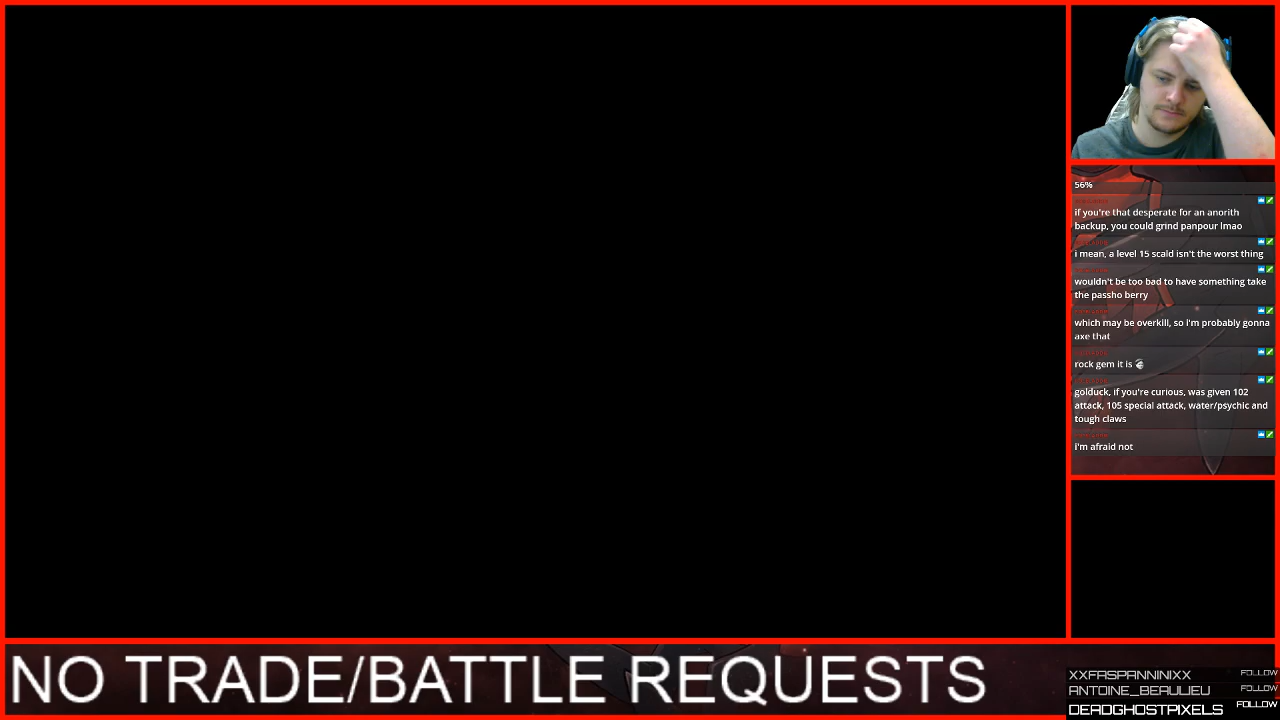 56%
if you're that desperate for an anorith
backup, you could grind panpour lmao
i mean, a level 15 scald isn't the worst thing
wouldn't be too bad to have something take
the passho berry
which may be overkill, so I'm probably gonna
axe that
rock gem it is
golduck, if you're curious, was given 102
attack, 105 special attack, water/psychic and
tough claws
i'm afraid not
NO TRADE/BATTLE REQUESTS
XXFASPANNINIXX FOLLOW
ANTOINE_BEAULIEU FOLLOW
DEADGHOSTPIXELS FOLLOW